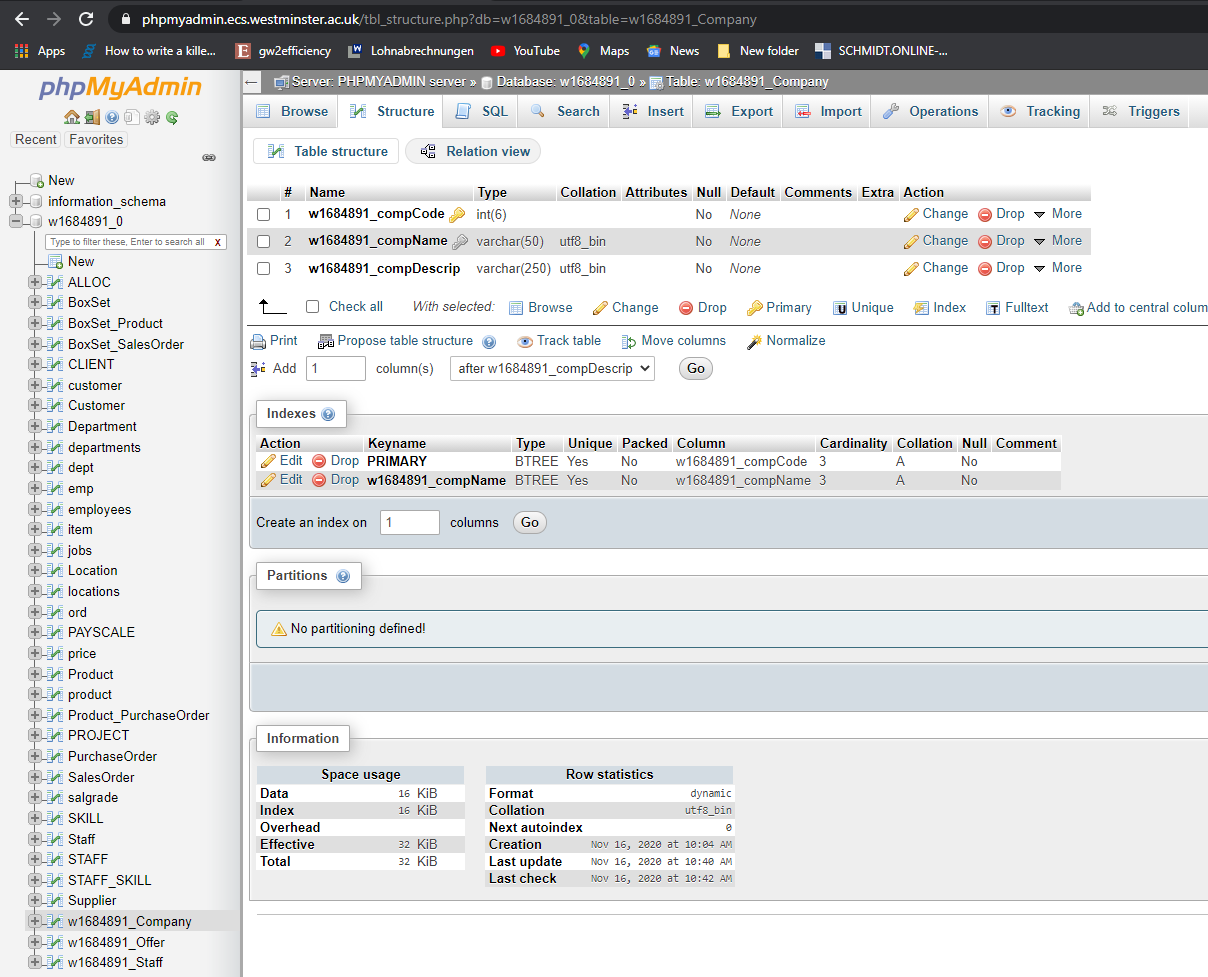 phpmyadmin.ecs.westminster.ac.uk/tbl_structure.php?db=w1684891_0&table=w1684891_Company
Apps How to write a kille... E gw2efficiency Lohnabrechnungen YouTube Maps News New folder SCHMIDT.ONLINE-...
phpMyAdmin
Recent Favorites
New
information_schema
w1684891_0
Type to filter these, Enter to search all X
New
ALLOC
BoxSet
BoxSet_Product
BoxSet_SalesOrder
CLIENT
customer
Customer
Department
departments
dept
emp
employees
item
jobs
Location
locations
ord
PAYSCALE
price
Product
product
Product_PurchaseOrder
PROJECT
PurchaseOrder
SalesOrder
salgrade
SKILL
Staff
STAFF
STAFF_SKILL
Supplier
w1684891_Company
w1684891_Offer
w1684891_Staff
Server: PHPMYADMIN server » Database: w1684891_0 » Table: w1684891_Company
Browse Structure SQL Search Insert Export Import Operations Tracking Triggers
Table structure Relation view
# Name Type Collation Attributes Null Default Comments Extra Action
1 w1684891_compCode int(6) No None Change Drop More
2 w1684891_compName varchar(50) utf8_bin No None Change Drop More
3 w1684891_compDescrip varchar(250) utf8_bin No None Change Drop More
Check all With selected: Browse Change Drop Primary Unique Index Fulltext Add to central colum
Print Propose table structure Track table Move columns Normalize
Add 1 column(s) after w1684891_compDescrip Go
Indexes
Action Keyname Type Unique Packed Column Cardinality Collation Null Comment
Edit Drop PRIMARY BTREE Yes No w1684891_compCode 3 A No
Edit Drop w1684891_compName BTREE Yes No w1684891_compName 3 A No
Create an index on 1 columns Go
Partitions
No partitioning defined!
Information
Space usage
Data 16 KiB
Index 16 KiB
Overhead
Effective 32 KiB
Total 32 KiB
Row statistics
Format dynamic
Collation utf8_bin
Next autoindex 0
Creation Nov 16, 2020 at 10:04 AM
Last update Nov 16, 2020 at 10:40 AM
Last check Nov 16, 2020 at 10:42 AM